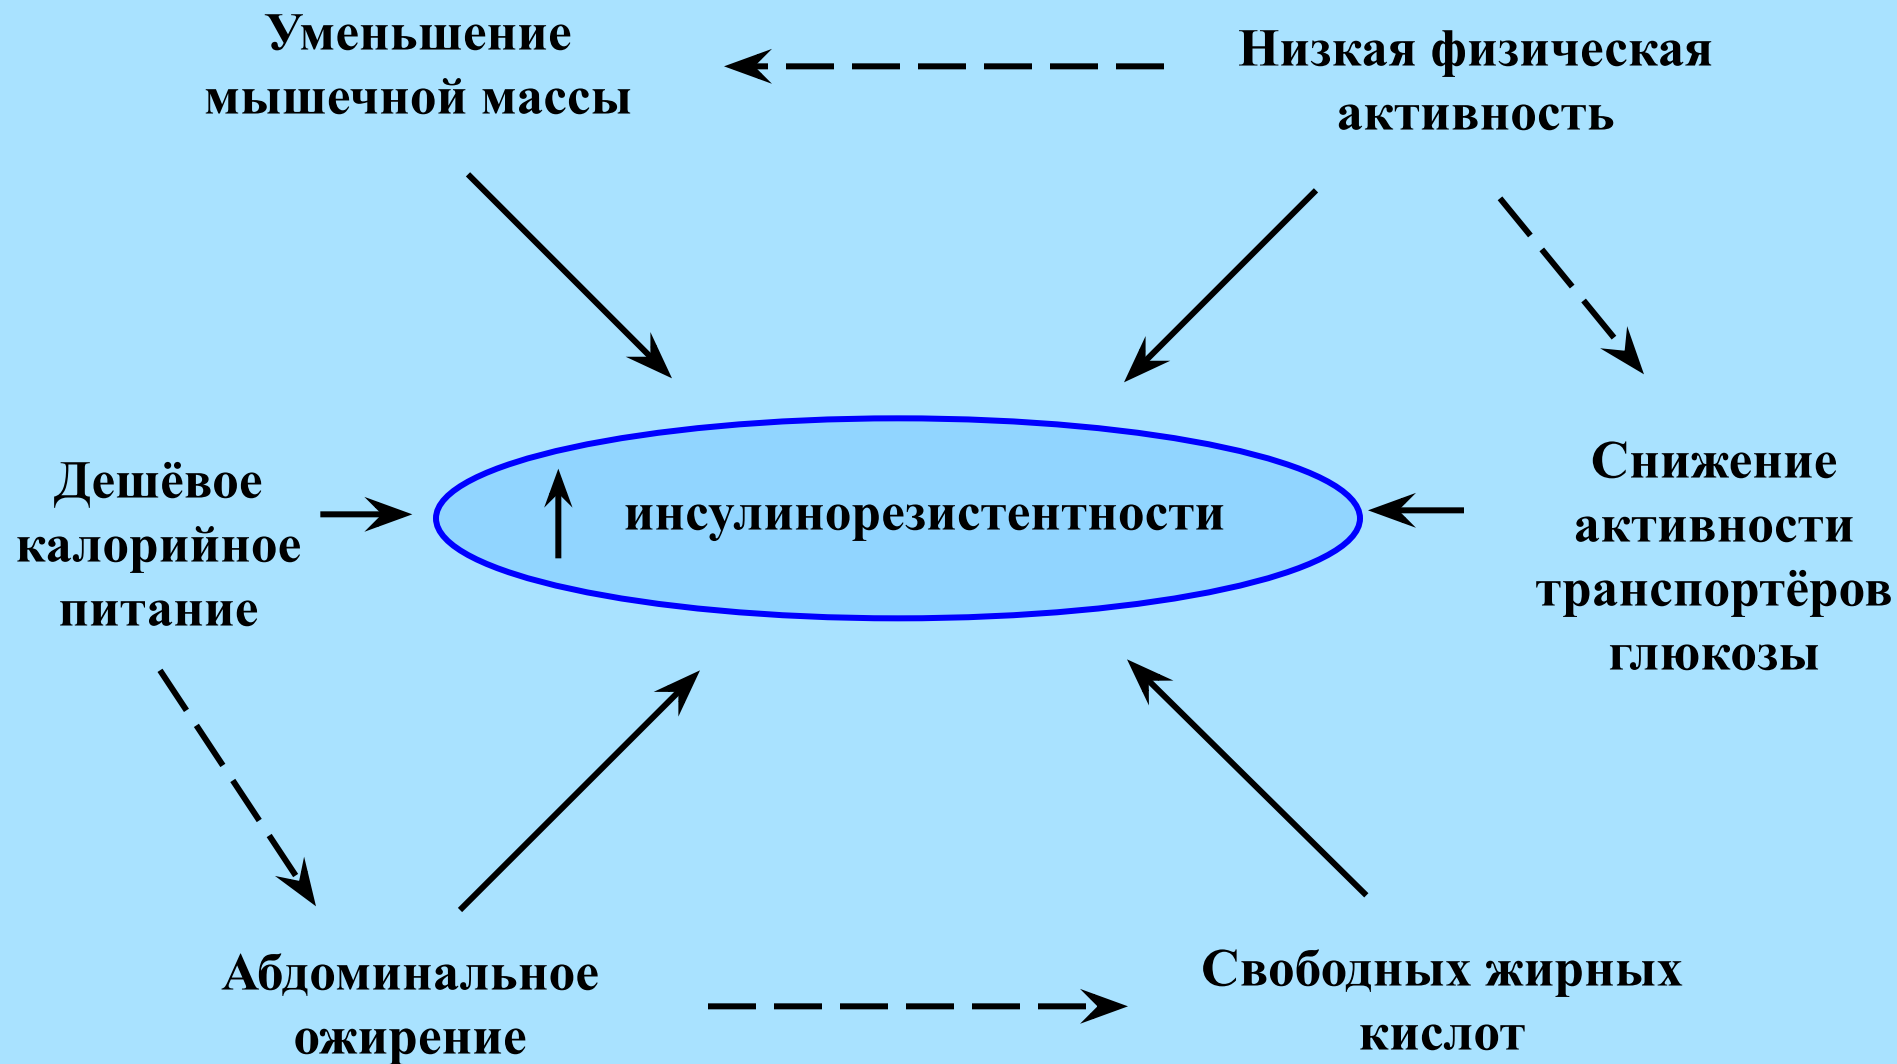 Уменьшение
мышечной массы
Низкая физическая
активность
Дешёвое
калорийное
питание
инсулинорезистентности
Снижение
активности
транспортёров
глюкозы
Абдоминальное
ожирение
Свободных жирных
кислот